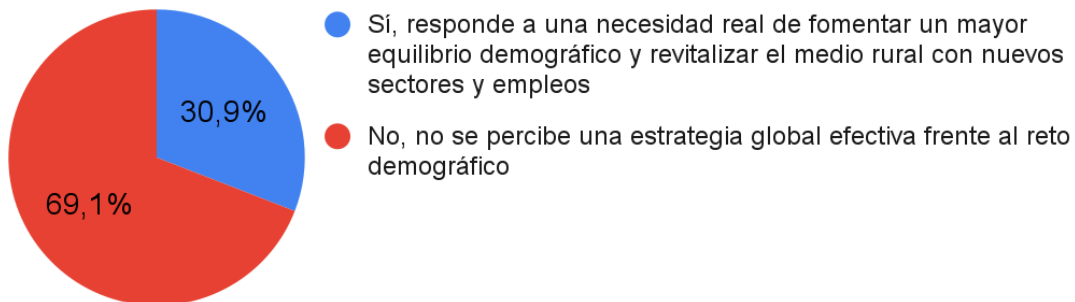 Sí, responde a una necesidad real de fomentar un mayor
equilibrio demográfico y revitalizar el medio rural con nuevos
sectores y empleos
30,9%
No, no se percibe una estrategia global efectiva frente al reto
demográfico
69,1%